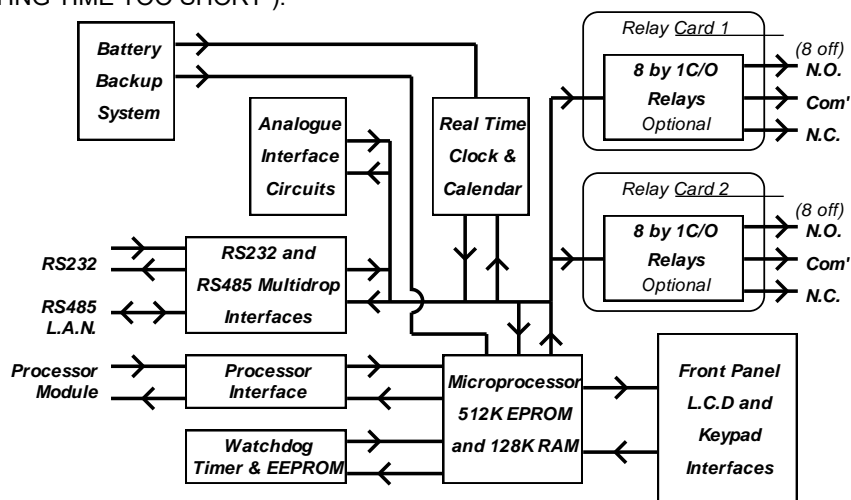 TING TIME TOO SHORT ).
Battery
Backup
System
Analogue
Interface
Circuits
Real Time
Clock &
Calendar
Relay Card 1
8 by 1C/O
Relays
Optional
(8 off)
N.O.
Com'
N.C.
Relay Card 2
8 by 1C/O
Relays
Optional
(8 off)
N.O.
Com'
N.C.
RS232
RS485
L.A.N.
RS232 and
RS485 Multidrop
Interfaces
Processor
Module
Processor
Interface
Watchdog
Timer & EEPROM
Microprocessor
512K EPROM
and 128K RAM
Front Panel
L.C.D and
Keypad
Interfaces